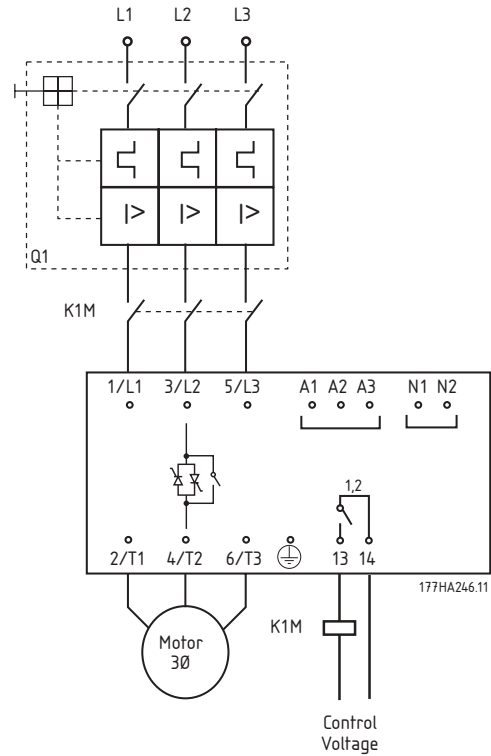 L1 L2 L3
I> I> I>
Q1
K1M
1/L1 3/L2 5/L3 A1 A2 A3 N1 N2
1,2
2/T1 4/T2 6/T3 13 14
177HA246.11
Motor
3Ø
K1M
Control
Voltage